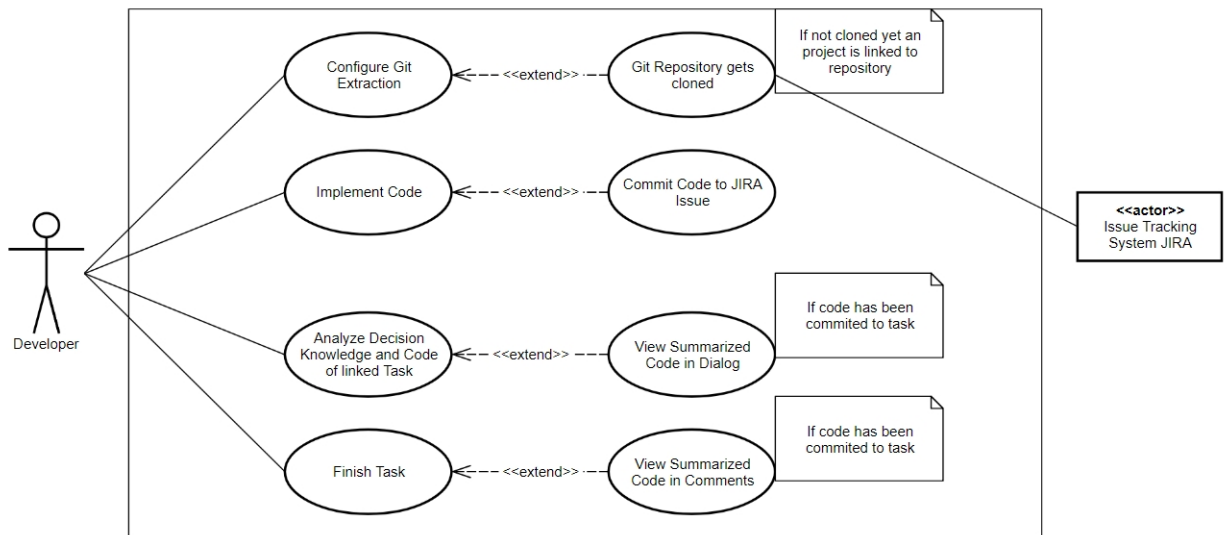 If not cloned yet an
project is linked to
repository
Configure Git
Extraction
<<extend>>
Git Repository gets
cloned
Implement Code
<<extend>>
Commit Code to JIRA
Issue
<<actor>>
Issue Tracking
System JIRA
Developer
If code has been
commited to task
Analyze Decision
Knowledge and Code
of linked Task
<<extend>>
View Summarized
Code in Dialog
If code has been
commited to task
Finish Task
<<extend>>
View Summarized
Code in Comments